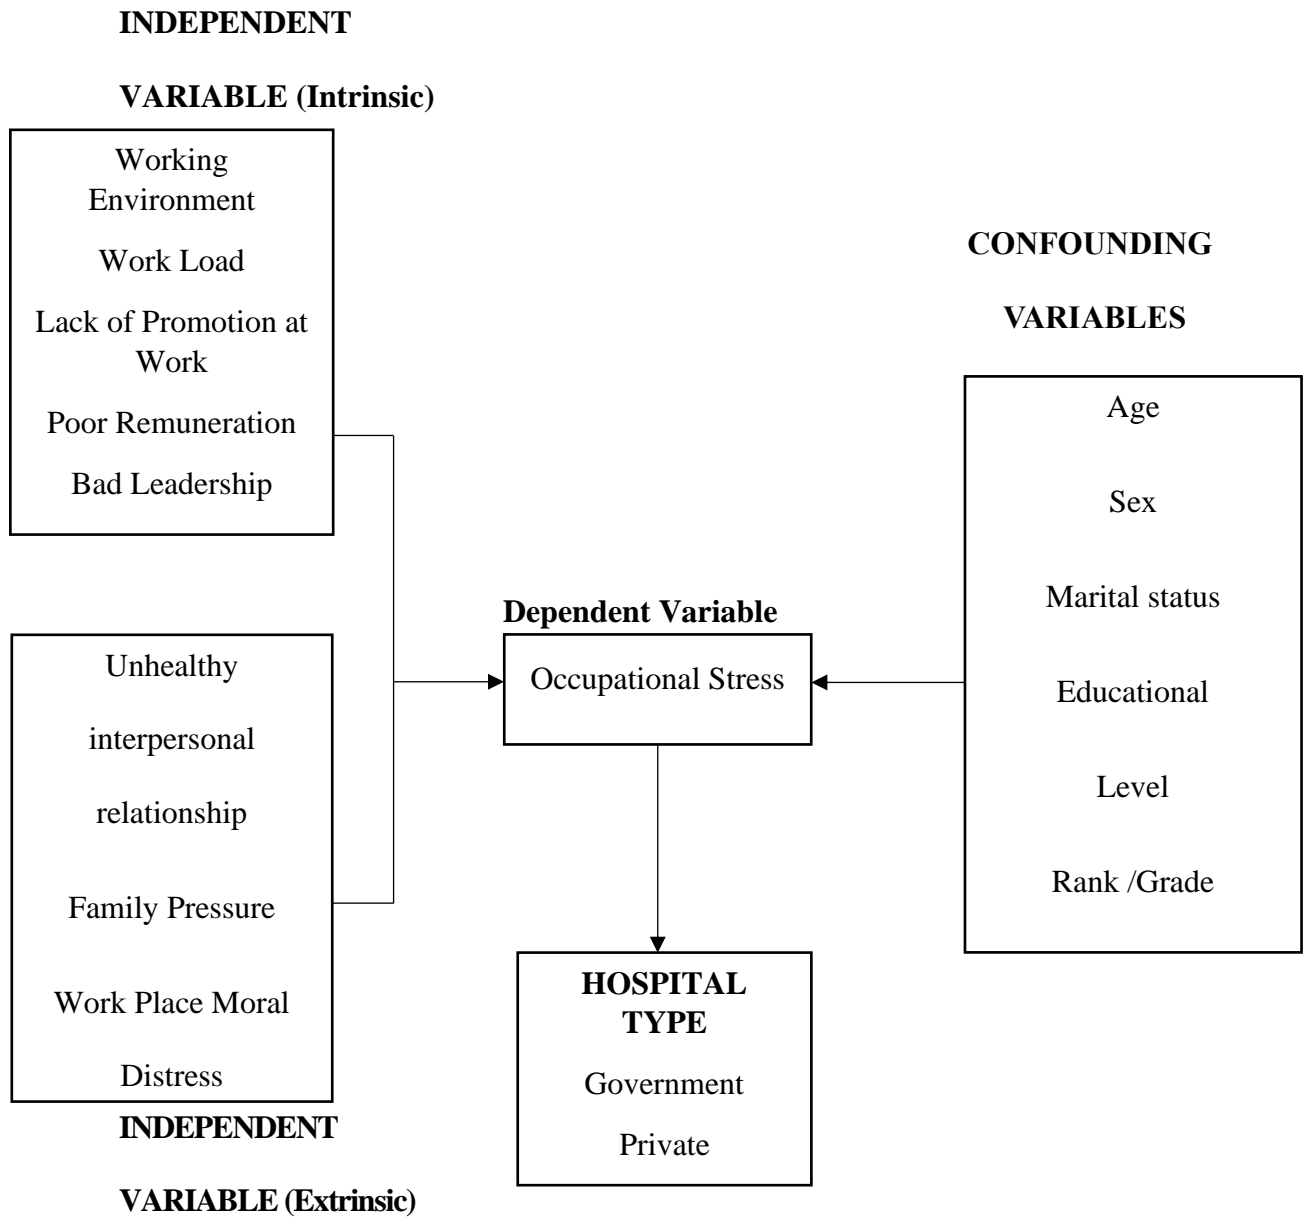 INDEPENDENT
VARIABLE (Intrinsic)
Working
Environment
Work Load
Lack of Promotion at
Work
Poor Remuneration
Bad Leadership
Unhealthy
interpersonal
relationship
Family Pressure
Work Place Moral
Distress
INDEPENDENT
VARIABLE (Extrinsic)
Dependent Variable
Occupational Stress
HOSPITAL
TYPE
Government
Private
CONFOUNDING
VARIABLES
Age
Sex
Marital status
Educational
Level
Rank /Grade